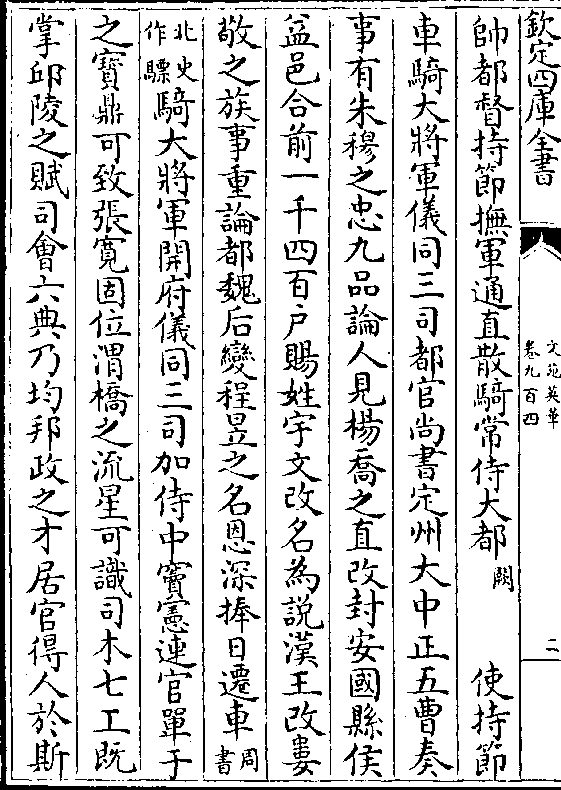 欽定四庫全書
文苑英華
卷九百四
二
帥都督持節撫軍通直散騎常侍大都闕　使持節
車騎大將軍儀同三司都官尚書定州大中正五曹奏
事有朱穆之忠九品論人見楊喬之直改封安國縣侯
益邑合前一千四百户賜姓宇文改名為説漢王改婁
敬之族事重論都魏后變程昱之名恩深捧日遷車周書
北史作驃騎大將軍開府儀同三司加侍中竇憲連官單于
之寶鼎可致張寬固位渭橋之流星可識司木七工既
掌邱陵之賦司會六典乃均邦政之才居官得人於斯